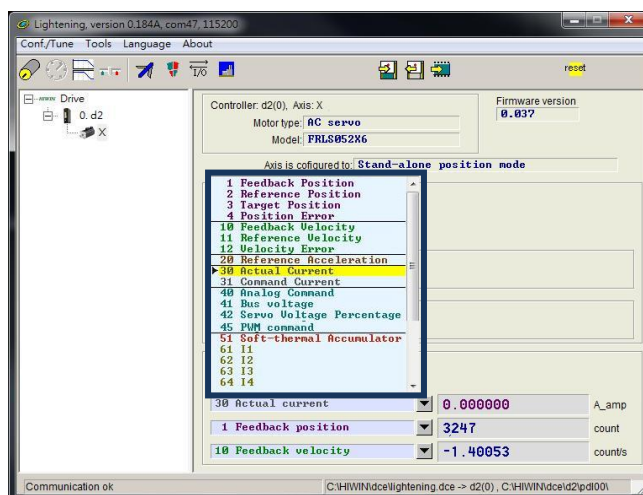 Lightening, version 0.184A, com47, 115200
Conf./Tune Tools Language About
I/O
reset
HIWIN Drive
0. d2
X
Controller: d2(0), Axis: X
Motor type: AC servo
Model: FRLS052X6
Firmware version
0.037
Axis is cofigured to: Stand-alone position mode
1 Feedback Position
2 Reference Position
3 Target Position
4 Position Error
10 Feedback Velocity
11 Reference Velocity
12 Velocity Error
20 Reference Acceleration
30 Actual Current
31 Command Current
40 Analog Command
41 Bus voltage
42 Servo Voltage Percentage
45 PWM command
51 Soft-thermal Accumulator
61 I1
62 I2
63 I3
64 I4
30 Actual current 0.000000 A_amp
1 Feedback position 3247 count
10 Feedback velocity -1.40053 count/s
Communication ok C:\HIWIN\dce\lightening.dce -> d2(0) , C:\HIWIN\dce\d2\pdl00\